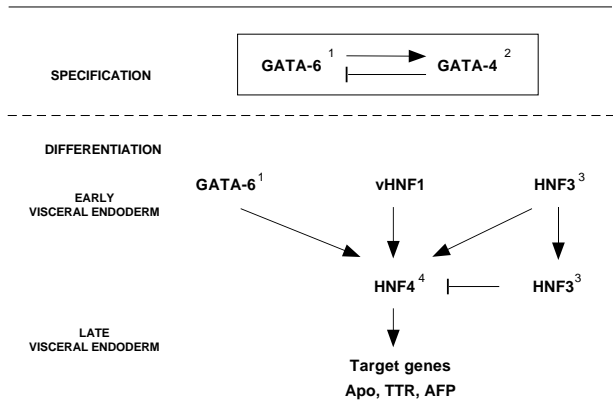 GATA-6 1 GATA-4 2
SPECIFICATION
DIFFERENTIATION
GATA-6 1 vHNF1 HNF3 3
EARLY
VISCERAL ENDODERM
HNF4 4 HNF3 3
LATE
VISCERAL ENDODERM
Target genes
Apo, TTR, AFP